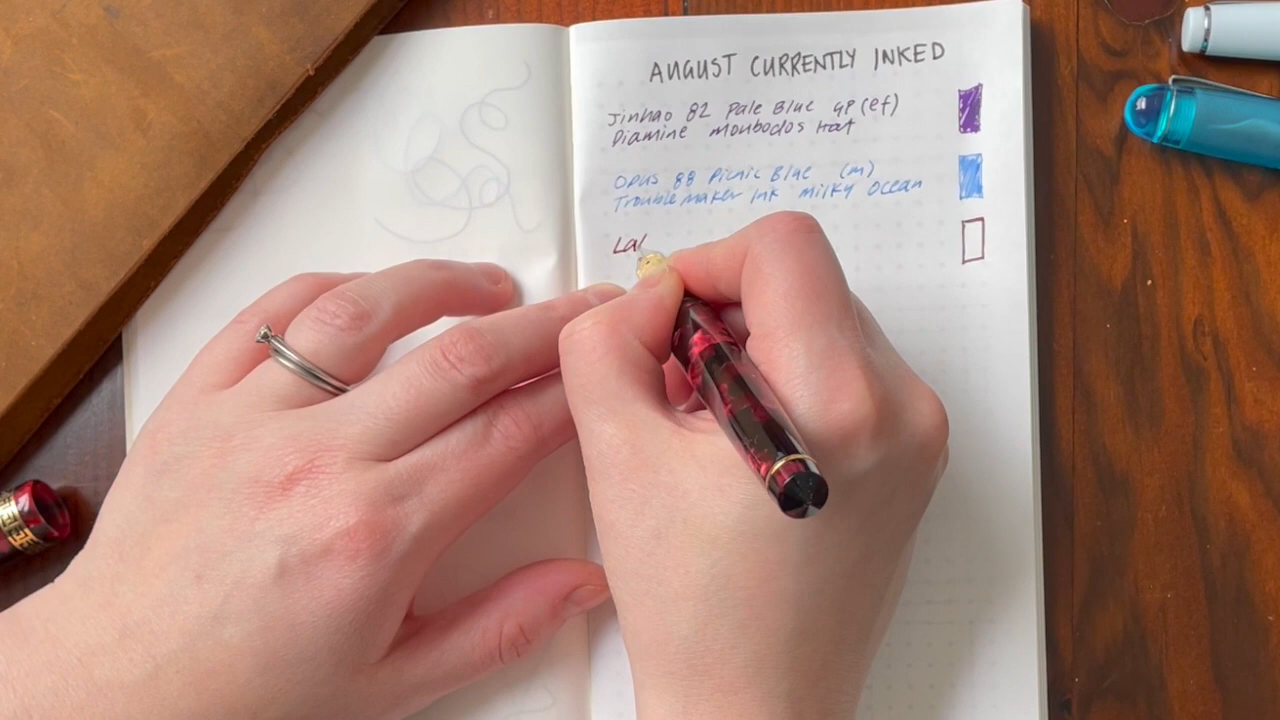 AUGUST CURRENTLY INKED
Jinhao 82 Pale Blue GP (ef)
Diamine Moubodos Hat
Opus 88 Picnic Blue (m)
Troublemaker Ink Milky Ocean